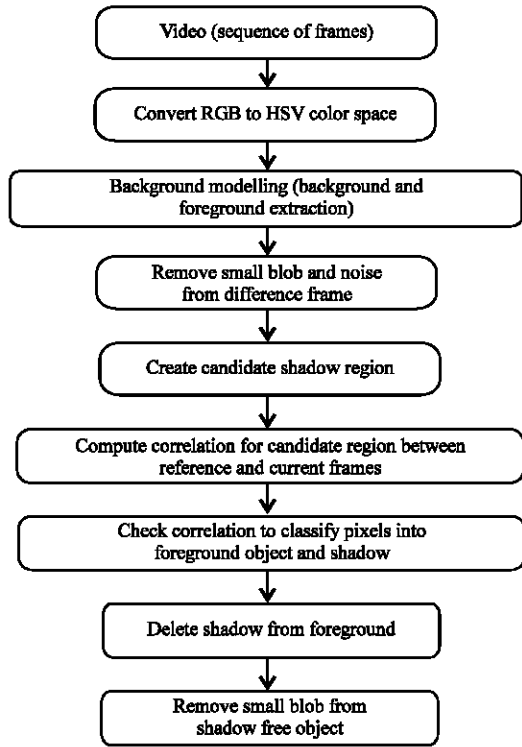 Video (sequence of frames)
Convert RGB to HSV color space
Background modelling (background and
foreground extraction)
Remove small blob and noise
from difference frame
Create candidate shadow region
Compute correlation for candidate region between
reference and current frames
Check correlation to classify pixels into
foreground object and shadow
Delete shadow from foreground
Remove small blob from
shadow free object